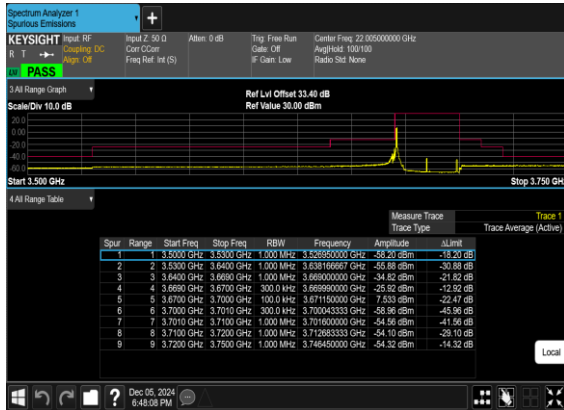 Spectrum Analyzer 1
Spurious Emissions
+
KEYSIGHT Input: RF Input Z: 50 Ω Atten: 0 dB Trig: Free Run Center Freq: 22.005000000 GHz
R T Coupling: DC Corr CCorr Gate: Off Avg|Hold: 100/100
Align: Off Freq Ref: Int (S) IF Gain: Low Radio Std: None
PASS
3 All Range Graph
Ref Lvl Offset 33.40 dB
Scale/Div 10.0 dB Ref Value 30.00 dBm
20.0
0.00
-20.0
-40.0
-60.0
Start 3.500 GHz Stop 3.750 GH
4 All Range Table
Measure Trace Trace 1
Trace Type Trace Average (Active)
Spur Range Start Freq Stop Freq RBW Frequency Amplitude ΔLimit
1 1 3.5000 GHz 3.5300 GHz 1.000 MHz 3.526950000 GHz -58.20 dBm -18.20 dB
2 2 3.5300 GHz 3.6400 GHz 1.000 MHz 3.638166667 GHz -55.88 dBm -30.88 dB
3 3 3.6400 GHz 3.6690 GHz 1.000 MHz 3.669000000 GHz -34.82 dBm -21.82 dB
4 4 3.6690 GHz 3.6700 GHz 300.0 kHz 3.669990000 GHz -25.92 dBm -12.92 dB
5 5 3.6700 GHz 3.7000 GHz 100.0 kHz 3.671150000 GHz 7.533 dBm -22.47 dB
6 6 3.7000 GHz 3.7010 GHz 300.0 kHz 3.700043333 GHz -58.96 dBm -45.96 dB
7 7 3.7010 GHz 3.7100 GHz 1.000 MHz 3.701600000 GHz -54.56 dBm -41.56 dB
8 8 3.7100 GHz 3.7200 GHz 1.000 MHz 3.712683333 GHz -54.10 dBm -29.10 dB
9 9 3.7200 GHz 3.7500 GHz 1.000 MHz 3.746450000 GHz -54.32 dBm -14.32 dB
Local
? Dec 05, 2024
6:48:08 PM